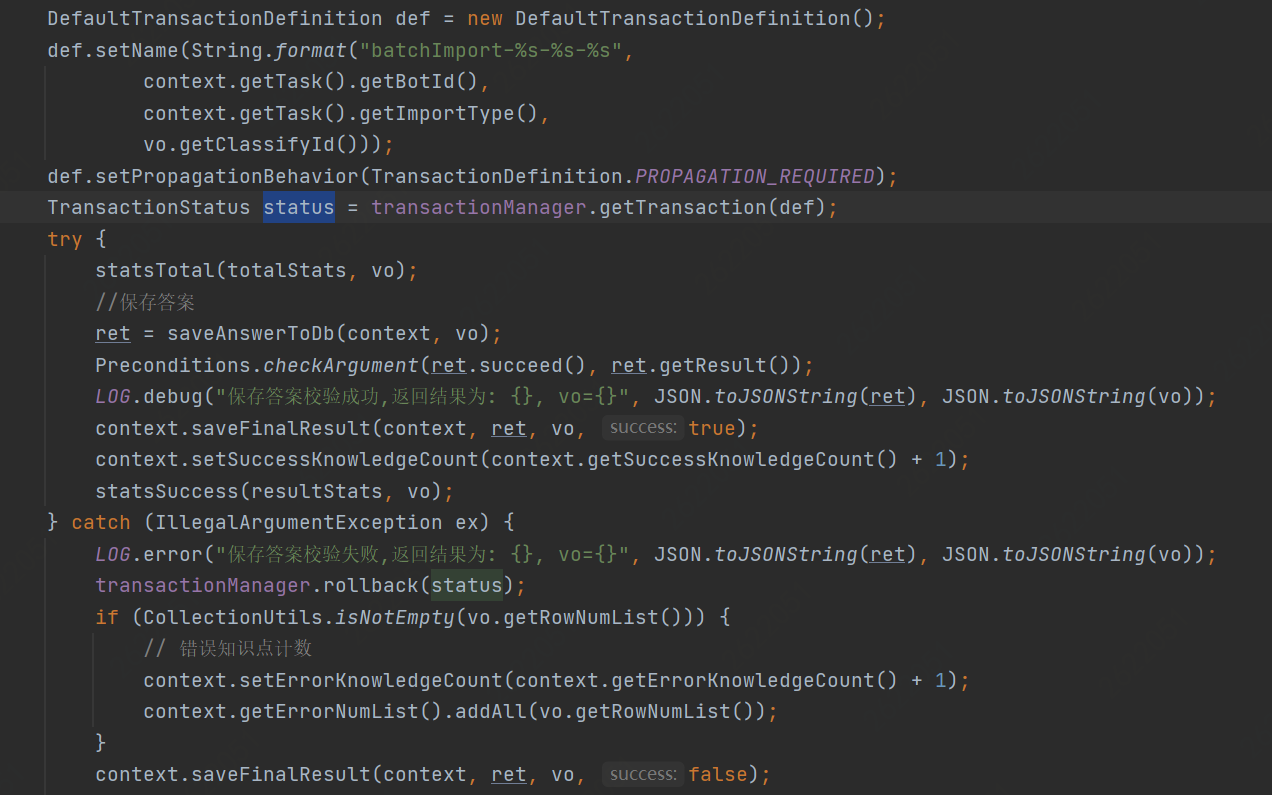 DefaultTransactionDefinition def = new DefaultTransactionDefinition();
def.setName(String.format("batchImport-%s-%s-%s",
context.getTask().getBotId(),
context.getTask().getImportType(),
vo.getClassifyId()));
def.setPropagationBehavior(TransactionDefinition.PROPAGATION_REQUIRED);
TransactionStatus status = transactionManager.getTransaction(def);
try {
statsTotal(totalStats, vo);
//保存答案
ret = saveAnswerToDb(context, vo);
Preconditions.checkArgument(ret.succeed(), ret.getResult());
LOG.debug("保存答案校验成功,返回结果为: {}, vo={}", JSON.toJSONString(ret), JSON.toJSONString(vo));
context.saveFinalResult(context, ret, vo, success: true);
context.setSuccessKnowledgeCount(context.getSuccessKnowledgeCount() + 1);
statsSuccess(resultStats, vo);
} catch (IllegalArgumentException ex) {
LOG.error("保存答案校验失败,返回结果为: {}, vo={}", JSON.toJSONString(ret), JSON.toJSONString(vo));
transactionManager.rollback(status);
if (CollectionUtils.isNotEmpty(vo.getRowNumList())) {
// 错误知识点计数
context.setErrorKnowledgeCount(context.getErrorKnowledgeCount() + 1);
context.getErrorNumList().addAll(vo.getRowNumList());
}
context.saveFinalResult(context, ret, vo, success: false);